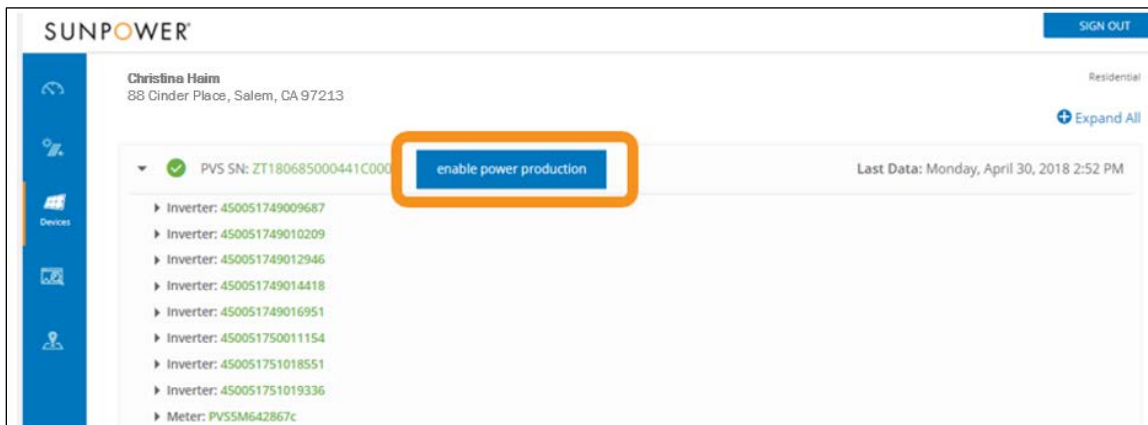 SUNPOWER
SIGN OUT
Christina Haim
Residential
88 Cinder Place, Salem, CA 97213
Expand All
PVS SN: ZT180685000441C000
enable power production
Last Data: Monday, April 30, 2018 2:52 PM
Inverter: 450051749009687
Devices
Inverter: 450051749010209
Inverter: 450051749012946
Inverter: 450051749014418
Inverter: 450051749016951
Inverter: 450051750011154
Inverter: 450051751018551
Inverter: 450051751019336
Meter: PVS5M642867c